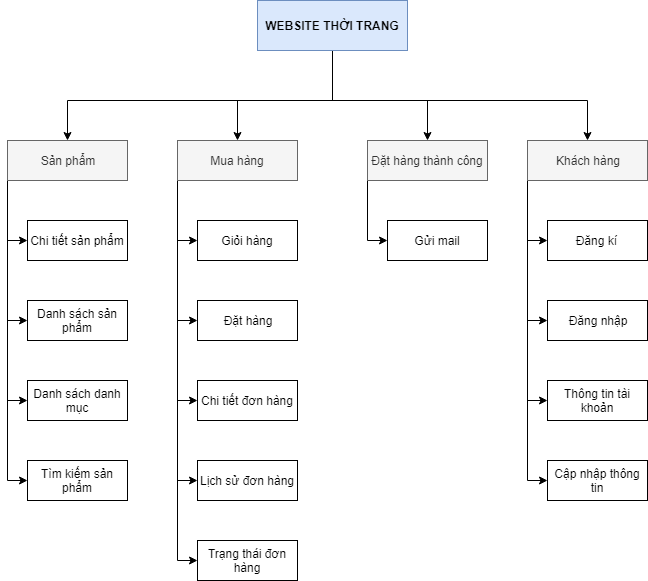 WEBSITE THỜI TRANG
Sản phẩm
Mua hàng
Đặt hàng thành công
Khách hàng
Chi tiết sản phẩm
Giỏi hàng
Gửi mail
Đăng kí
Danh sách sản
phẩm
Đặt hàng
Đăng nhập
Danh sách danh
mục
Chi tiết đơn hàng
Thông tin tài
khoản
Tìm kiếm sản
phẩm
Lịch sử đơn hàng
Cập nhập thông
tin
Trạng thái đơn
hàng